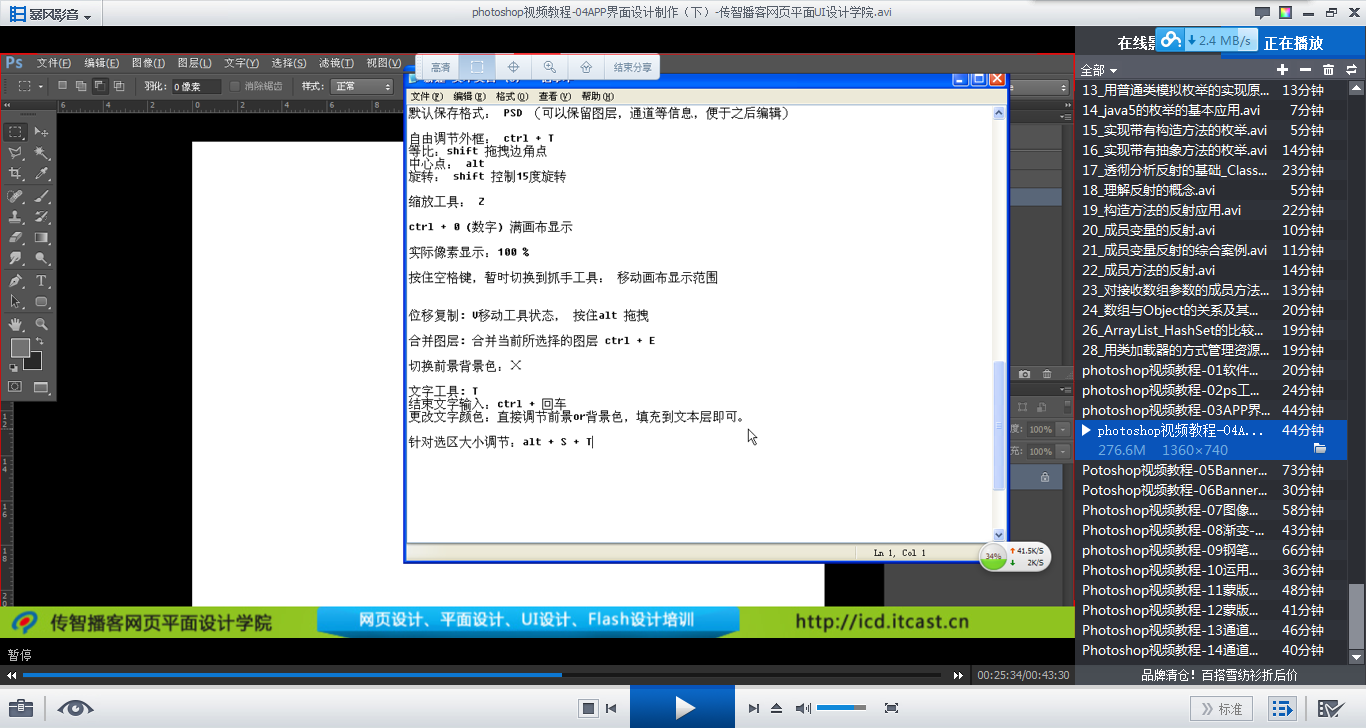 暴风影音
photoshop视频教程-04APP界面设计制作（下）-传智播客网页平面UI设计学院.avi
2.4 MB/s
正在播放
Ps 文件(F) 编辑(E) 图像(I) 图层(L) 文字(Y) 选择(S) 滤镜(T) 视图(V)
高清 结束分享
羽化: 0 像素 消除锯齿 样式: 正常
文件(F) 编辑(E) 格式(O) 查看(V) 帮助(H)
默认保存格式： PSD （可以保留图层，通道等信息，便于之后编辑）
自由调节外框： ctrl + T
等比：shift 拖拽边角点
中心点： alt
旋转： shift 控制15度旋转
缩放工具： Z
ctrl + 0 (数字) 满画布显示
实际像素显示：100 %
按住空格键，暂时切换到抓手工具： 移动画布显示范围
位移复制：V移动工具状态， 按住alt 拖拽
合并图层：合并当前所选择的图层 ctrl + E
切换前景背景色：X
文字工具：T
结束文字输入：ctrl + 回车
更改文字颜色：直接调节前景or背景色，填充到文本层即可。
针对选区大小调节：alt + S + T
Ln 1, Col 1
34%
41.5K/S
2K/S
100%
100%
传智播客网页平面设计学院
网页设计、平面设计、UI设计、Flash设计培训
http://icd.itcast.cn
暂停
00:25:34/00:43:30
标准
全部
13_用普通类模拟枚举的实现原... 13分钟
14_java5的枚举的基本应用.avi 7分钟
15_实现带有构造方法的枚举.avi 5分钟
16_实现带有抽象方法的枚举.avi 14分钟
17_透彻分析反射的基础_Class... 23分钟
18_理解反射的概念.avi 5分钟
19_构造方法的反射应用.avi 22分钟
20_成员变量的反射.avi 10分钟
21_成员变量反射的综合案例.avi 11分钟
22_成员方法的反射.avi 14分钟
23_对接收数组参数的成员方法... 13分钟
24_数组与Object的关系及其... 20分钟
26_ArrayList_HashSet的比较... 19分钟
28_用类加载器的方式管理资源... 19分钟
photoshop视频教程-01软件... 20分钟
photoshop视频教程-02ps工... 24分钟
photoshop视频教程-03APP界... 44分钟
photoshop视频教程-04A... 44分钟
276.6M 1360×740
Potoshop视频教程-05Banner... 73分钟
Potoshop视频教程-06Banner... 30分钟
Photoshop视频教程-07图像... 58分钟
Photoshop视频教程-08渐变-... 43分钟
photoshop视频教程-09钢笔... 66分钟
Photoshop视频教程-10运用... 36分钟
Photoshop视频教程-11蒙版... 48分钟
Photoshop视频教程-12蒙版... 41分钟
Photoshop视频教程-13通道... 46分钟
Photoshop视频教程-14通道... 40分钟
品牌清仓！百搭雪纺衫折后价